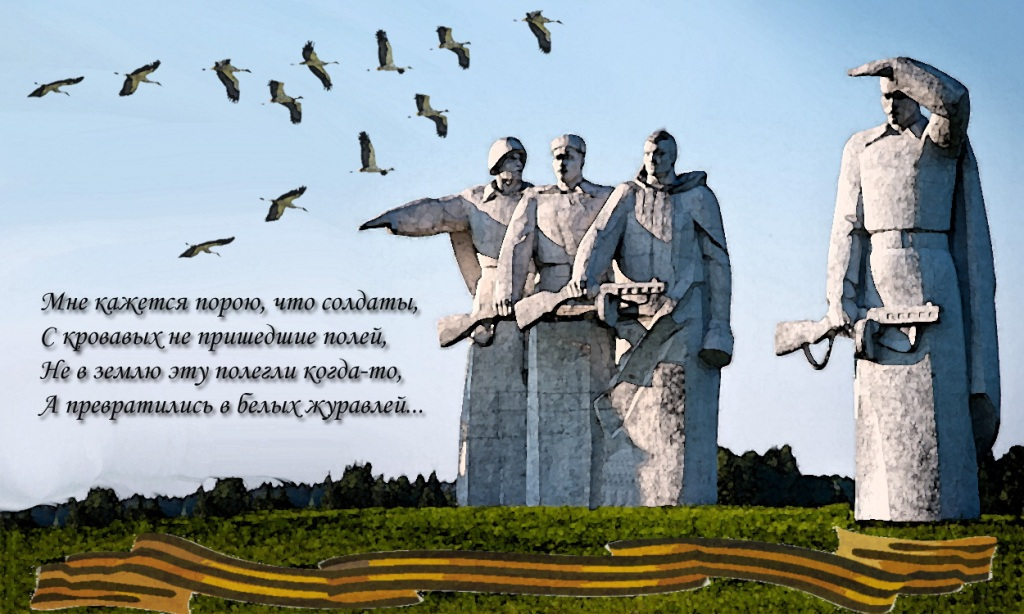 Мне кажется порою, что солдаты,
С кровавых не пришедшие полей,
Не в землю эту полегли когда-то,
А превратились в белых журавлей...